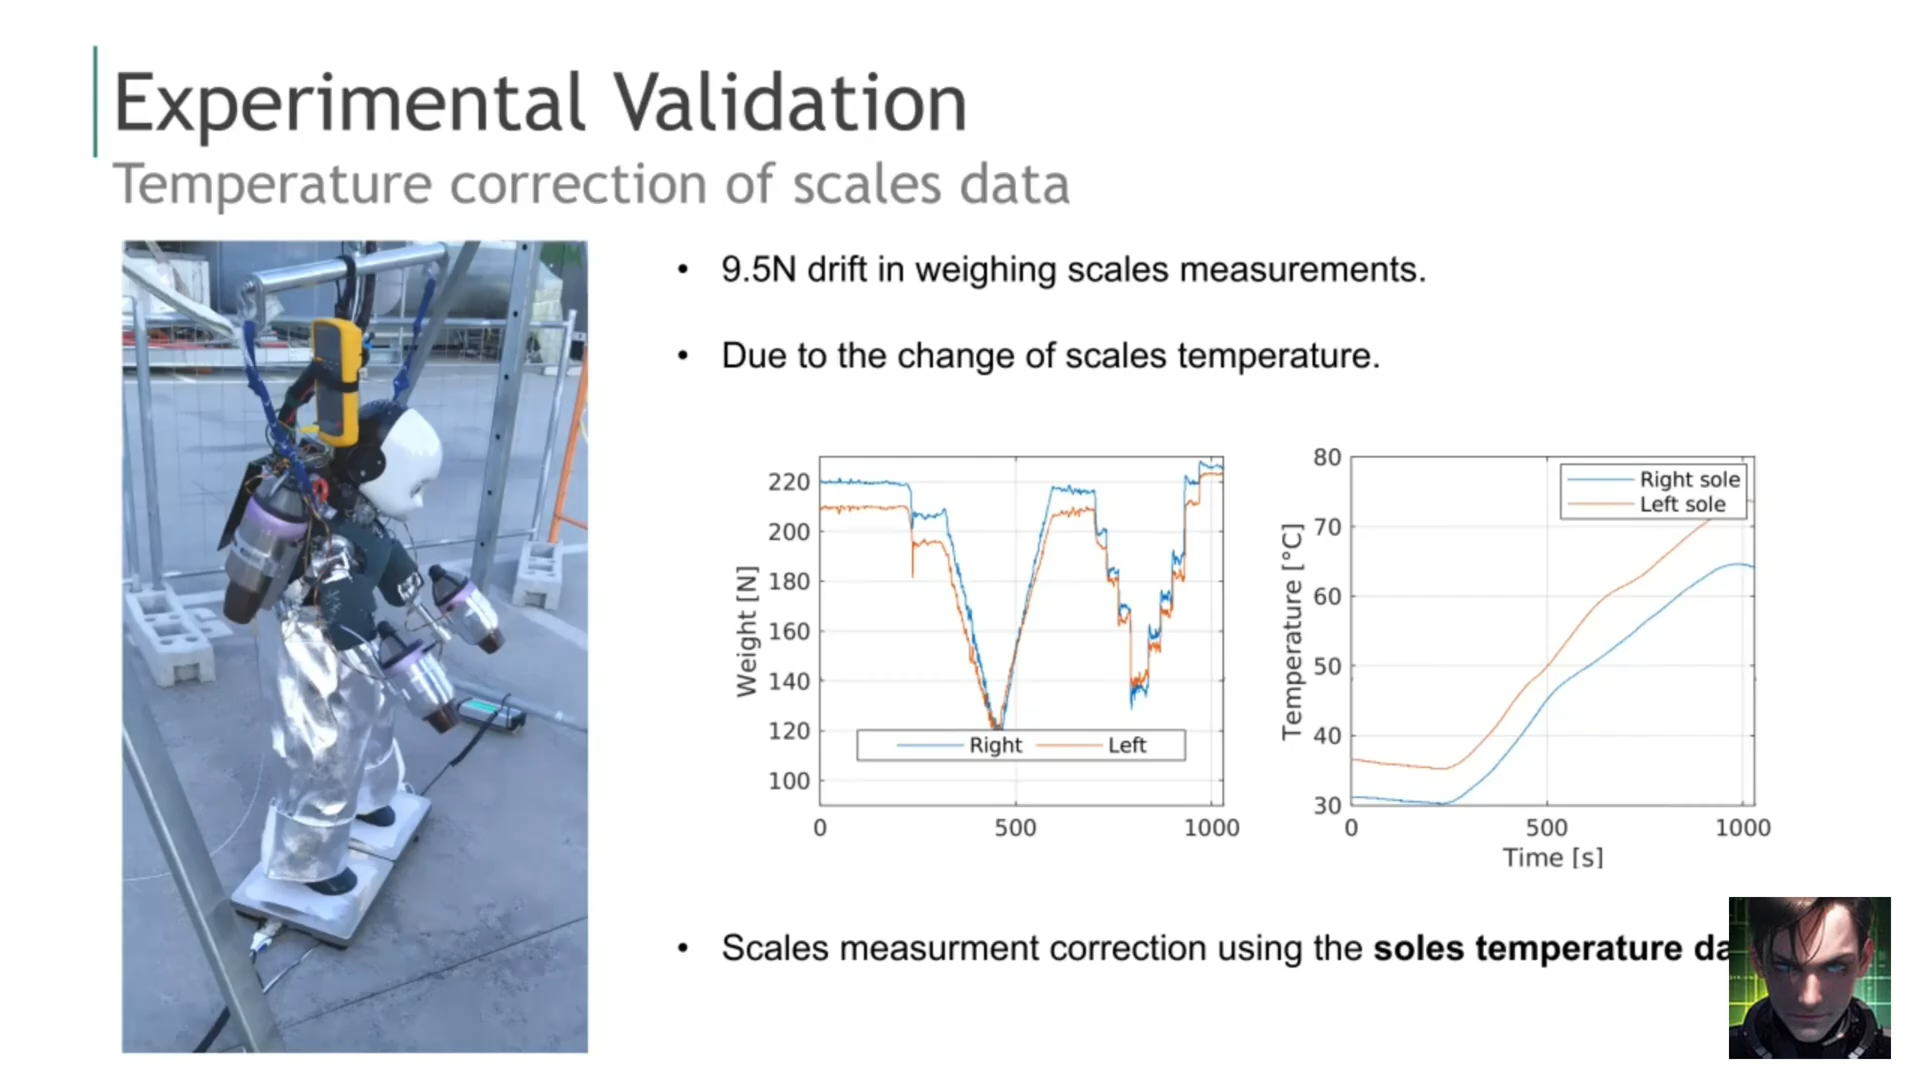 Experimental Validation
Temperature correction of scales data
• 9.5N drift in weighing scales measurements.
• Due to the change of scales temperature.
220
200
180
160
140
120
100
Weight [N]
Right Left
0 500 1000
80
70
60
50
40
30
Temperature [°C]
Right sole
Left sole
0 500 1000
Time [s]
• Scales measurment correction using the soles temperature da